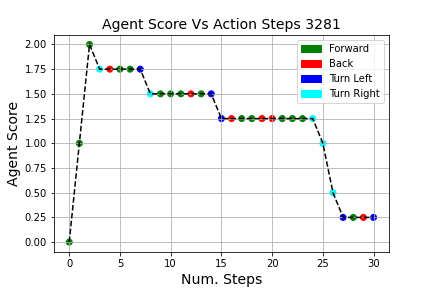 Agent Score Vs Action Steps 3281
Agent Score
2.00
1.75
1.50
1.25
1.00
0.75
0.50
0.25
0.00
Forward
Back
Turn Left
Turn Right
0 5 10 15 20 25 30
Num. Steps